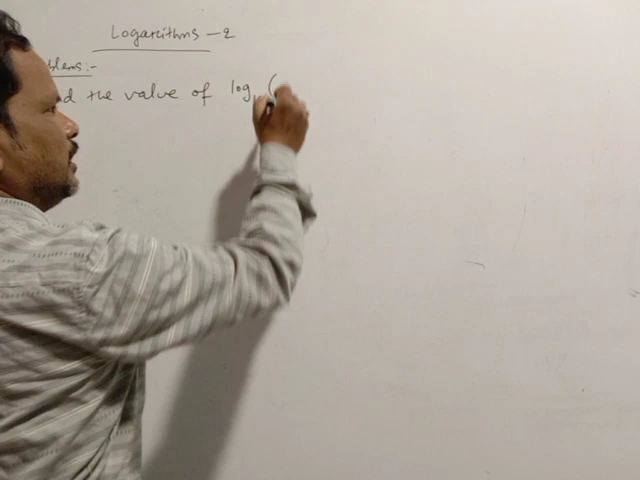 Logarithms - 2
blems:-
d the value of log (